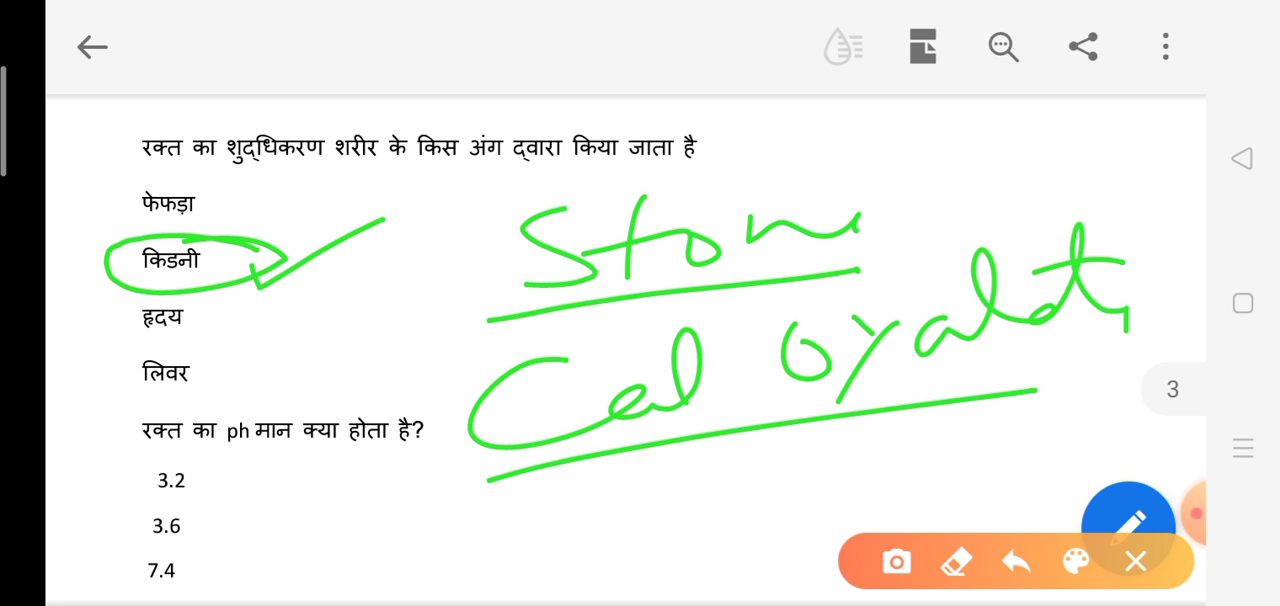 रक्त का शुद्धिकरण शरीर के किस अंग द्वारा किया जाता है
फेफड़ा
किडनी
Stone
हृदय
Cal oxalate
लिवर
3
रक्त का ph मान क्या होता है?
3.2
3.6
7.4